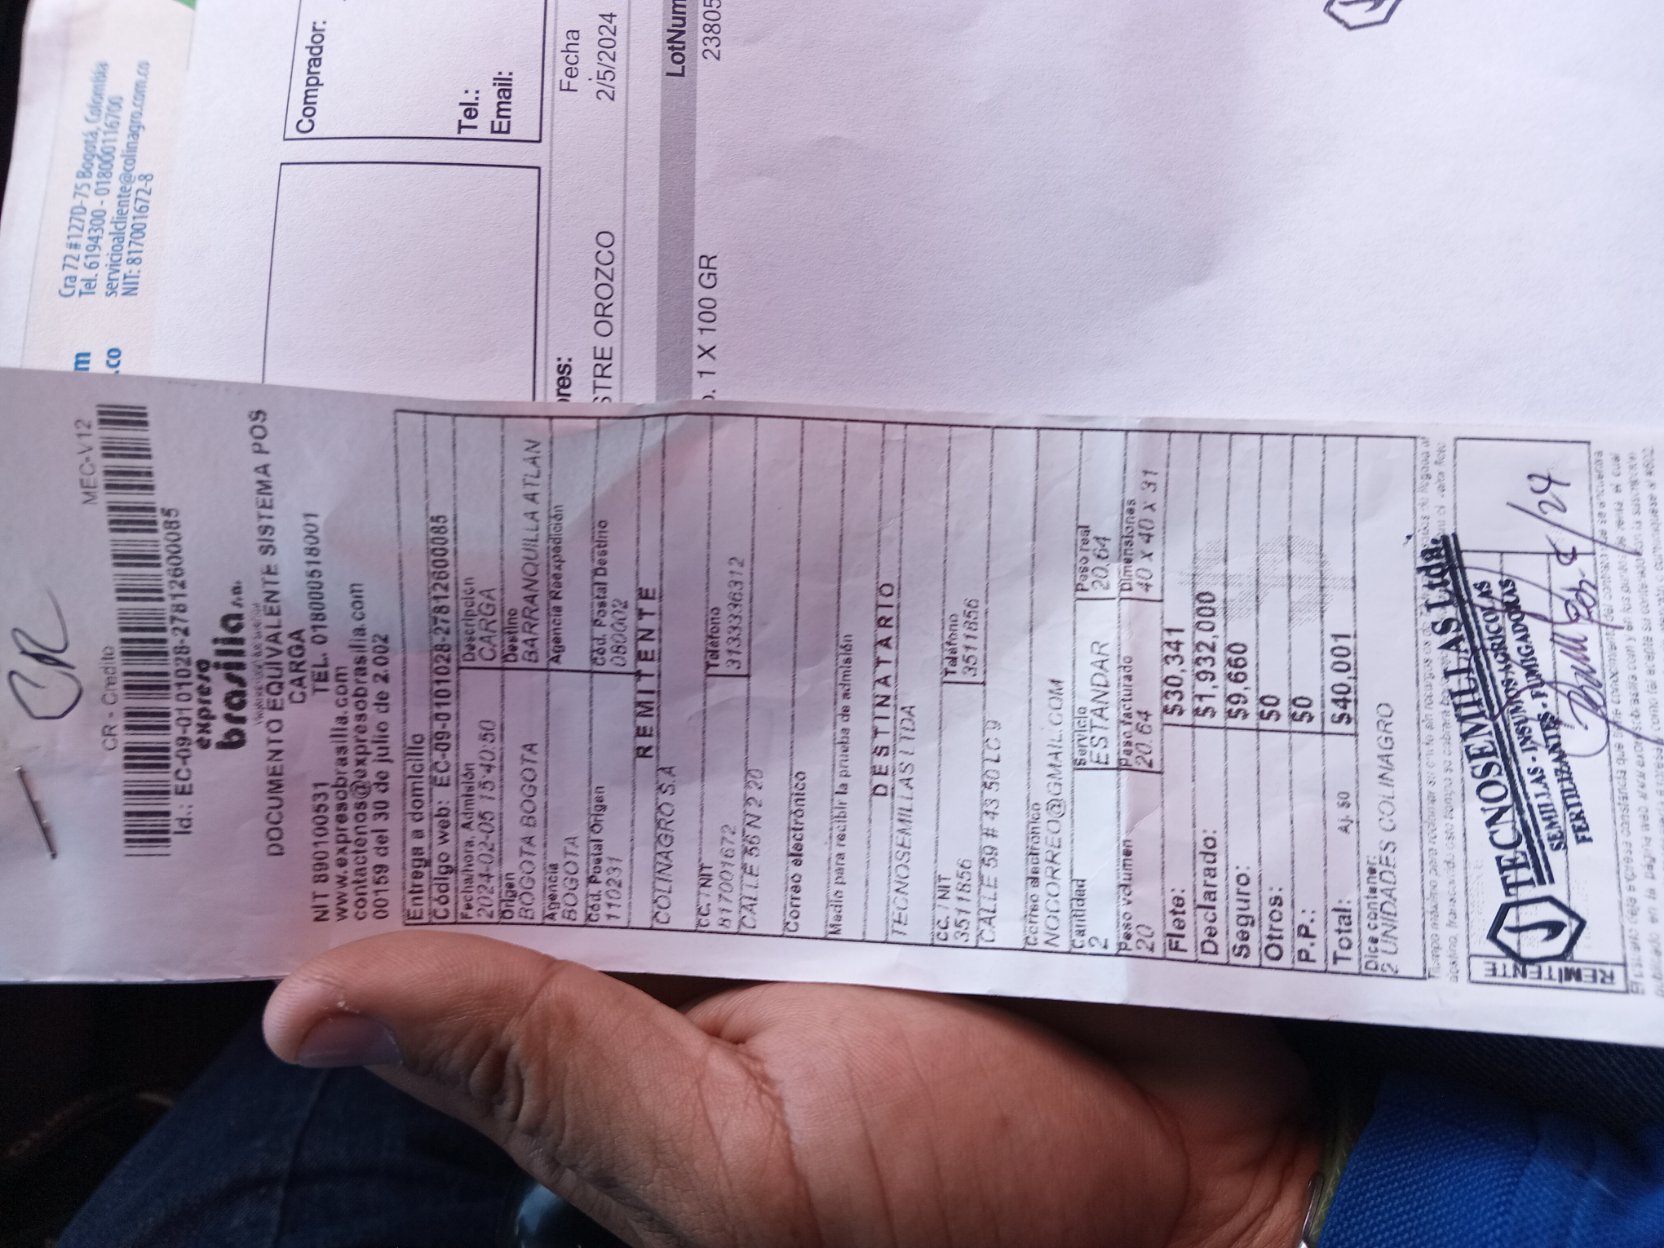 CR
CR - Crédito
MEC-V12
Id.: EC-09-0101028-278112600085
expreso
brasilia s.a.
DOCUMENTO EQUIVALENTE SISTEMA POS
CARGA
NIT 890100531 TEL. 018000518001
www.expresobrasilia.com
contactenos@expresobrasilia.com
00159 del 30 de julio de 2.002
Entrega a domicilio
Código web: EC-09-0101028-278112600085
Fecha/hora. Admisión
2024-02-05 15:40:50
Descripción
CARGA
Origen
BOGOTA BOGOTA
Destino
BARRANQUILLA ATLAN
Agencia
BOGOTA
Agencia Reexpedición
Cód. Postal Origen
110231
Cód. Postal Destino
080002
REMITENTE
COLINAGRO S.A
CC. / NIT
817001672
Teléfono
3133336312
CALLE 56 N 2 20
Correo electrónico
Medio para recibir la prueba de admisión
DESTINATARIO
TECNOSEMILLAS LTDA
CC. / NIT
3511856
Teléfono
3511856
CALLE 59 # 43 50 LC 9
Correo electrónico
NOCORREO@GMAIL.COM
Cantidad
2
Servicio
ESTANDAR
Peso real
20.64
Peso volumen
20
Peso facturado
20.64
Dimensiones
40 X 40 X 31
Flete: $30,341
Declarado: $1,932,000
Seguro: $9,660
Otros: $0
P.P.: $0
Total: Aj. $0 $40,001
Dice contener:
2 UNIDADES COLINAGRO
REMITENTE
TECNOSEMILLAS Ltda.
SEMILLAS - INSUMOS AGRICOLAS
FERTILIZANTES - FUMIGADORAS
Cra 72 #127D-75 Bogotá, Colombia
Tel. 6194300 - 018000116700
servicioalcliente@colinagro.com.co
NIT: 817001672-8
m
.co
Comprador:
Tel.:
Email:
ores:
Fecha
STRE OROZCO
2/5/2024
LotNum
. 1 X 100 GR
23805